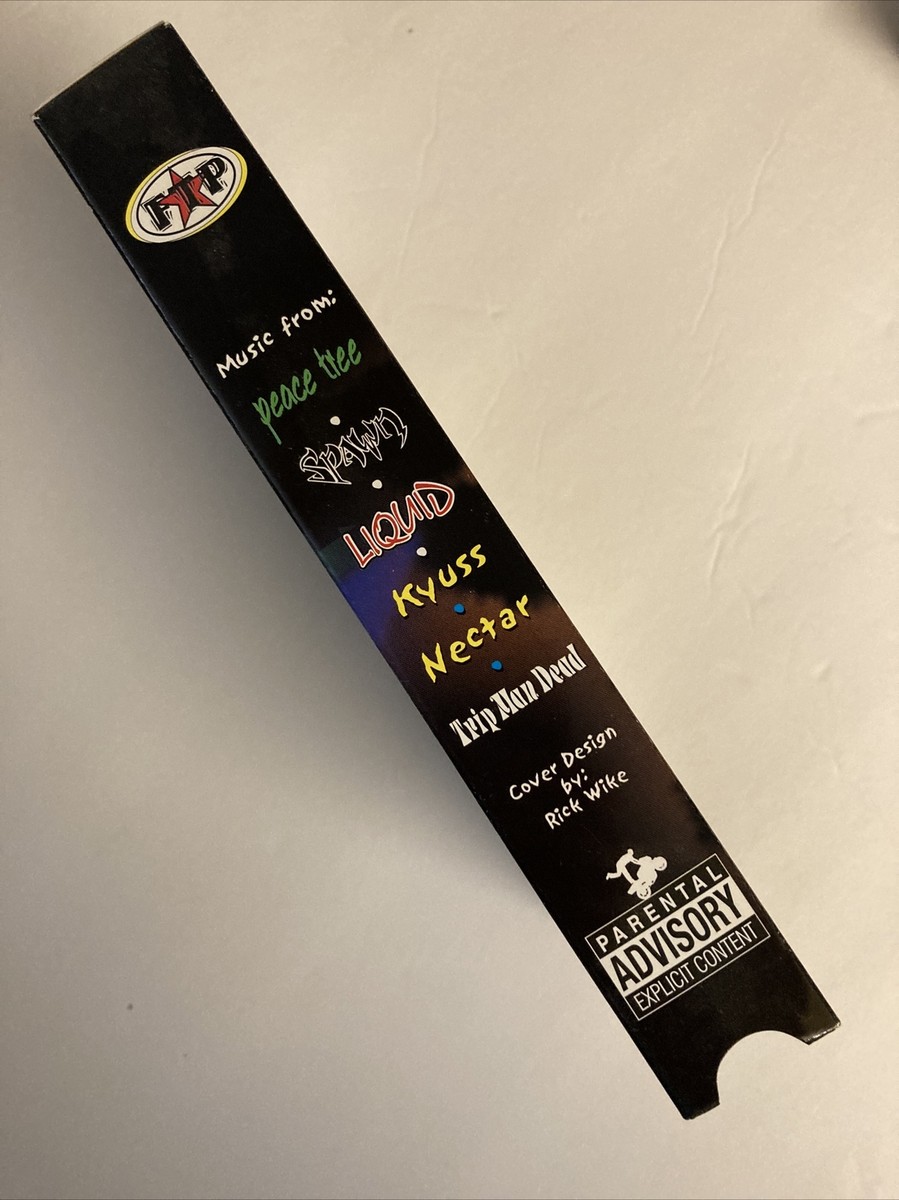 FTP
Music from:
peace tree
SPAWN
LIQUID
Kyuss
Nectar
Trip Man Dead
Cover Design
by:
Rick Wike
PARENTAL
ADVISORY
EXPLICIT CONTENT